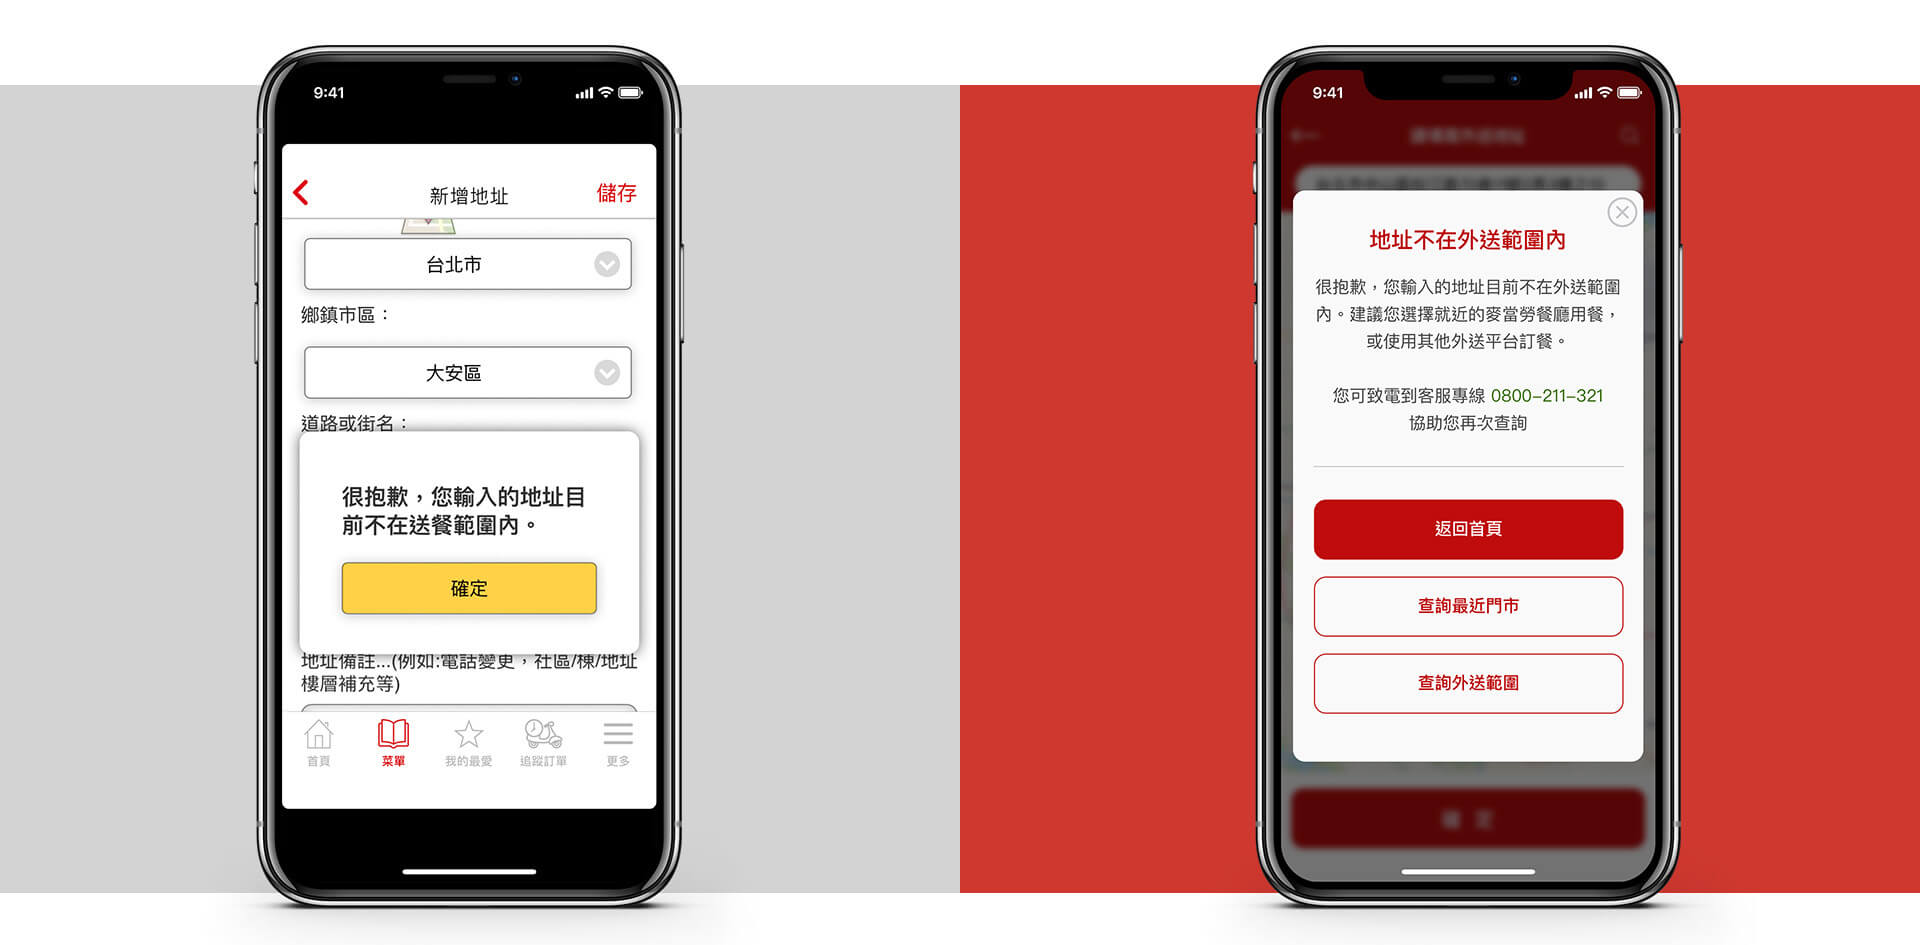 9:41
新增地址
儲存
台北市
鄉鎮市區：
大安區
道路或街名：
很抱歉，您輸入的地址目
前不在送餐範圍內。
確定
地址備註...(例如:電話變更，社區/棟/地址
樓層補充等)
首頁
菜單
我的最愛
追蹤訂單
更多
9:41
地址不在外送範圍內
很抱歉，您輸入的地址目前不在外送範圍
內。建議您選擇就近的麥當勞餐廳用餐，
或使用其他外送平台訂餐。
您可致電到客服專線 0800-211-321
協助您再次查詢
返回首頁
查詢最近門市
查詢外送範圍
確 定